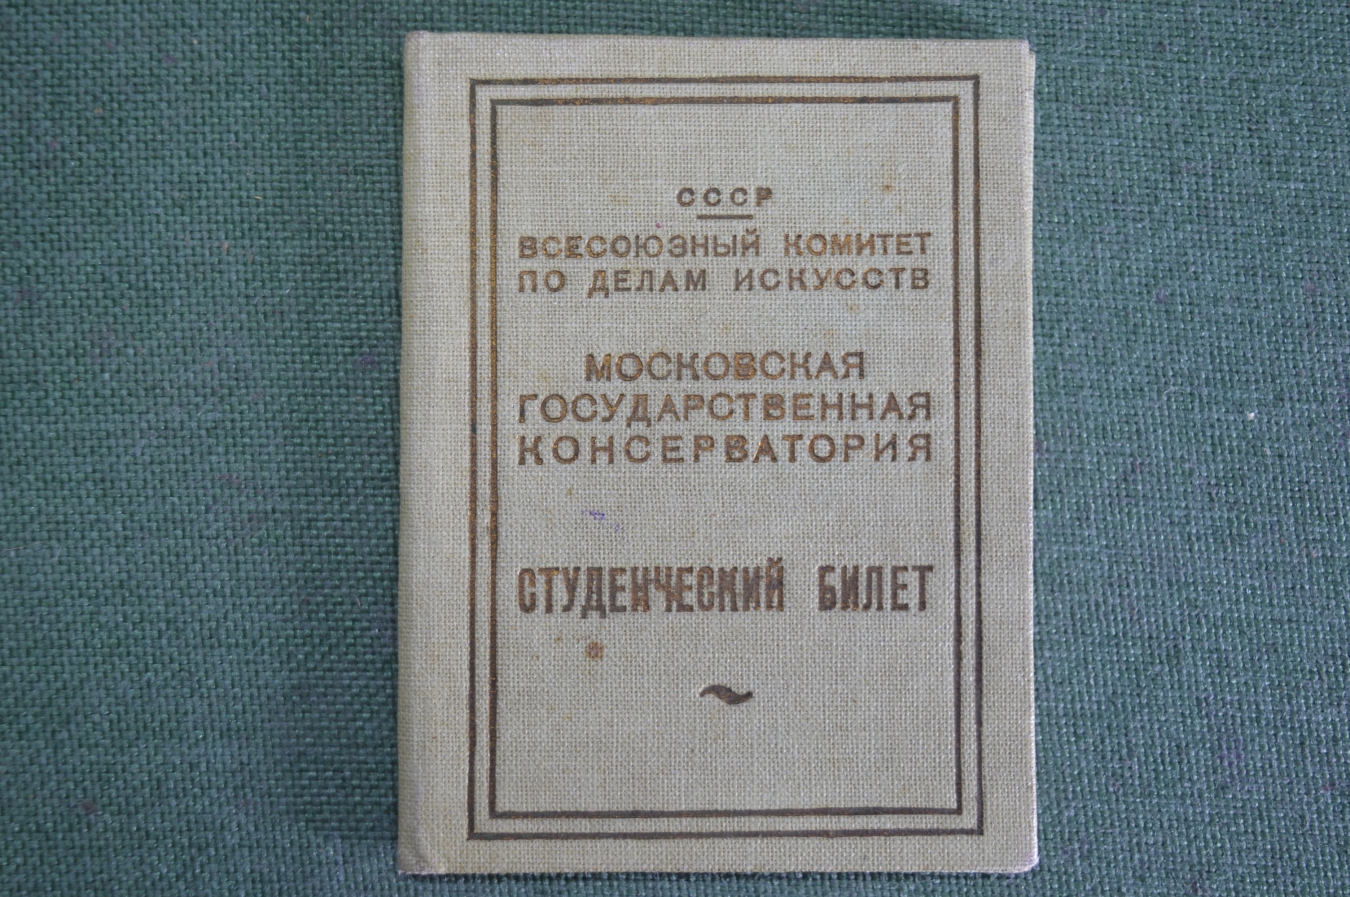 СССР
ВСЕСОЮЗНЫЙ КОМИТЕТ
ПО ДЕЛАМ ИСКУССТВ
МОСКОВСКАЯ
ГОСУДАРСТВЕННАЯ
КОНСЕРВАТОРИЯ
СТУДЕНЧЕСКИЙ БИЛЕТ